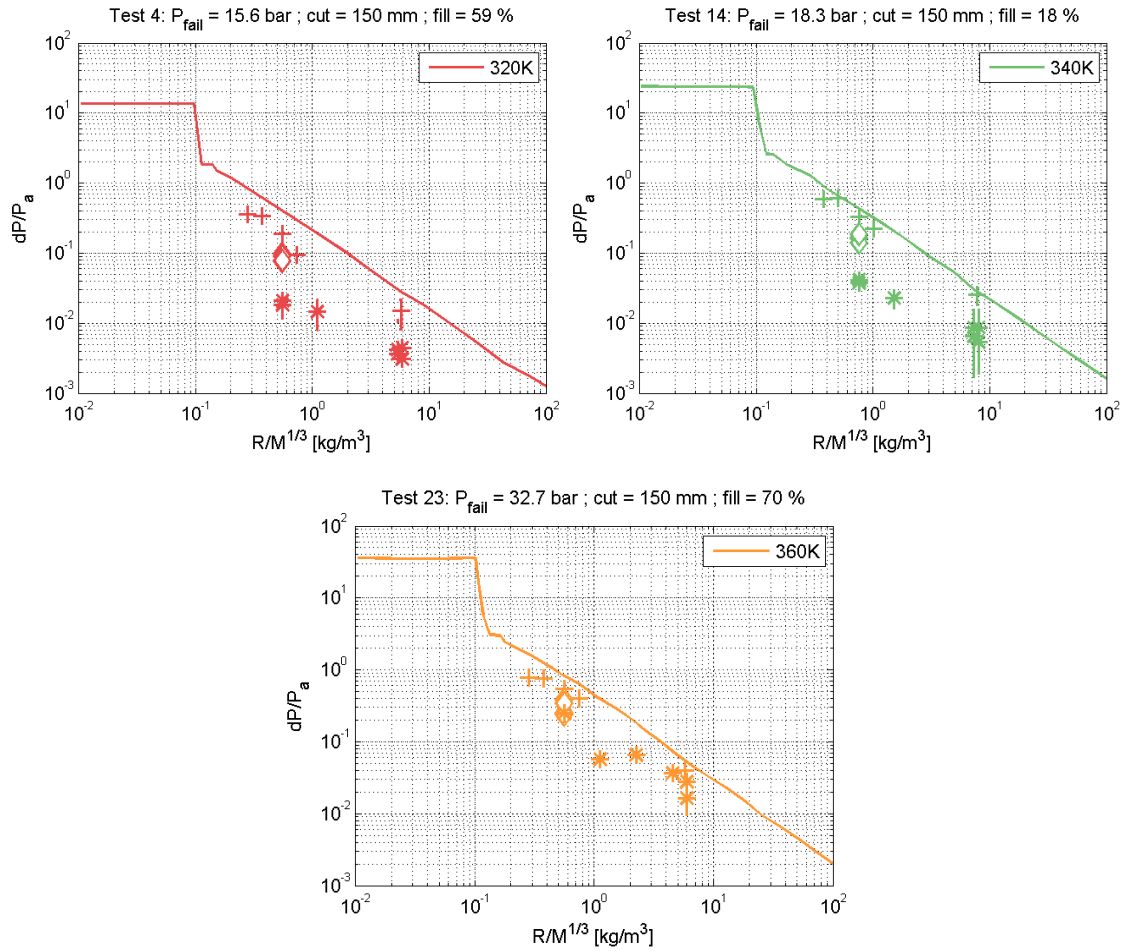 Test 4: P_fail = 15.6 bar ; cut = 150 mm ; fill = 59 %
320K
10^2
10^1
10^0
10^-1
10^-2
10^-3
dP/P_a
10^-2 10^-1 10^0 10^1 10^2
R/M^1/3 [kg/m^3]
Test 14: P_fail = 18.3 bar ; cut = 150 mm ; fill = 18 %
340K
10^2
10^1
10^0
10^-1
10^-2
10^-3
dP/P_a
10^-2 10^-1 10^0 10^1 10^2
R/M^1/3 [kg/m^3]
Test 23: P_fail = 32.7 bar ; cut = 150 mm ; fill = 70 %
360K
10^2
10^1
10^0
10^-1
10^-2
10^-3
dP/P_a
10^-2 10^-1 10^0 10^1 10^2
R/M^1/3 [kg/m^3]